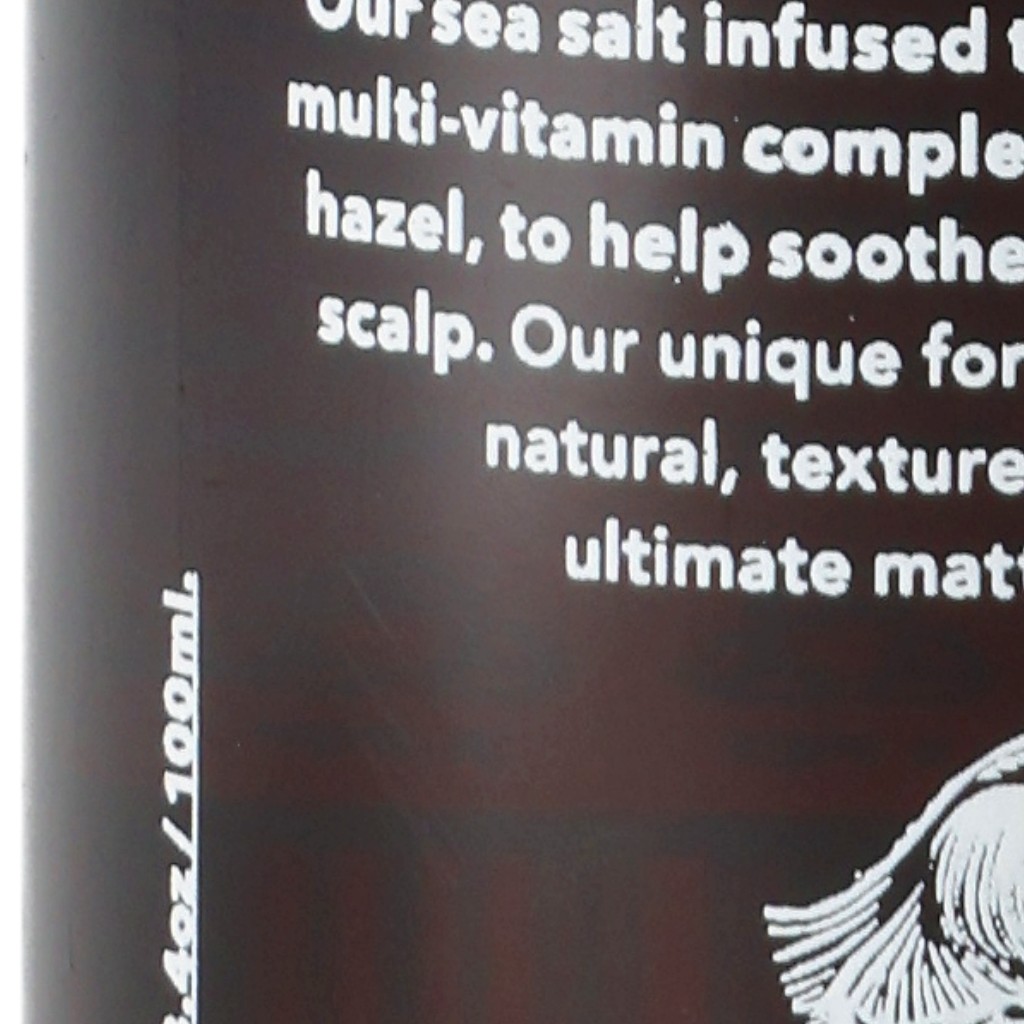 Our sea salt infused
multi-vitamin comple
hazel, to help soothe
scalp. Our unique for
natural, texture
ultimate matt
.4oz / 100ml.